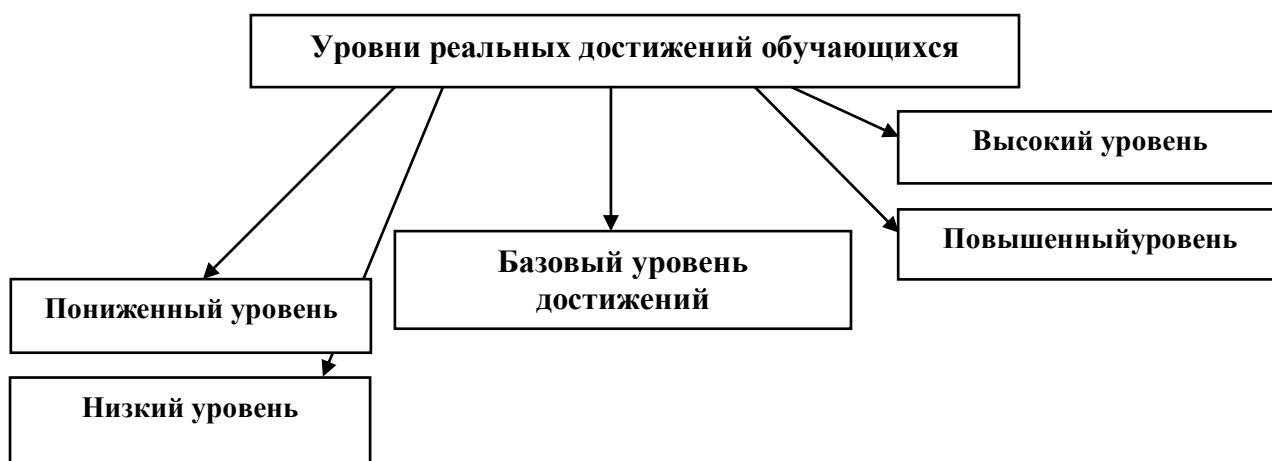 Уровни реальных достижений обучающихся
Высокий уровень
Повышенныйуровень
Базовый уровень
достижений
Пониженный уровень
Низкий уровень